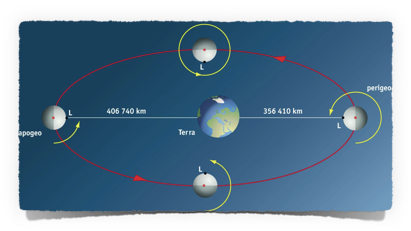 L
perigeo
L
406 740 km
356 410 km
L
apogeo
Terra
L